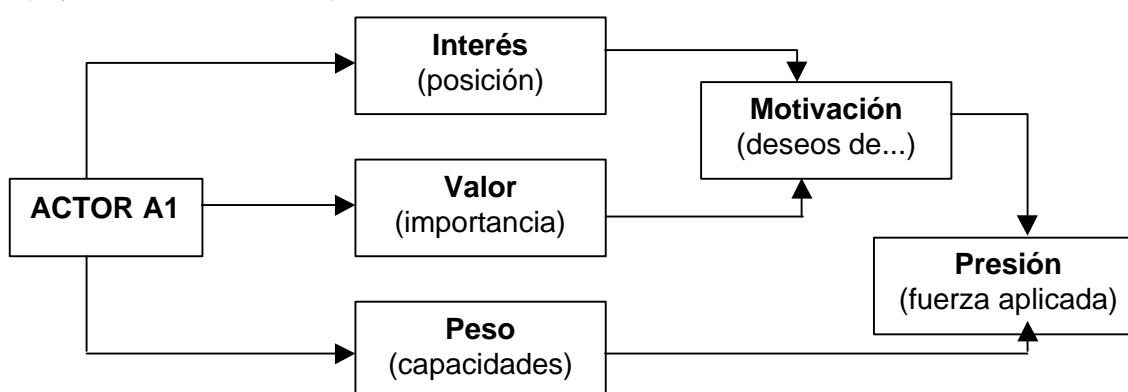 Interés
(posición)
Motivación
(deseos de...)
ACTOR A1
Valor
(importancia)
Presión
(fuerza aplicada)
Peso
(capacidades)